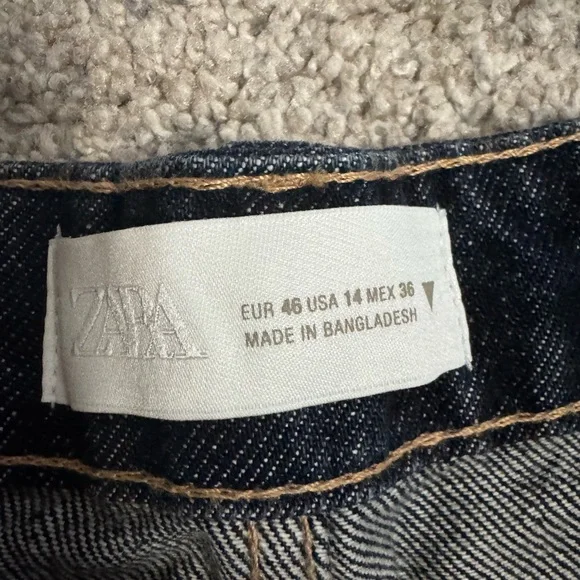 ZARA
EUR 46 USA 14 MEX 36
MADE IN BANGLADESH